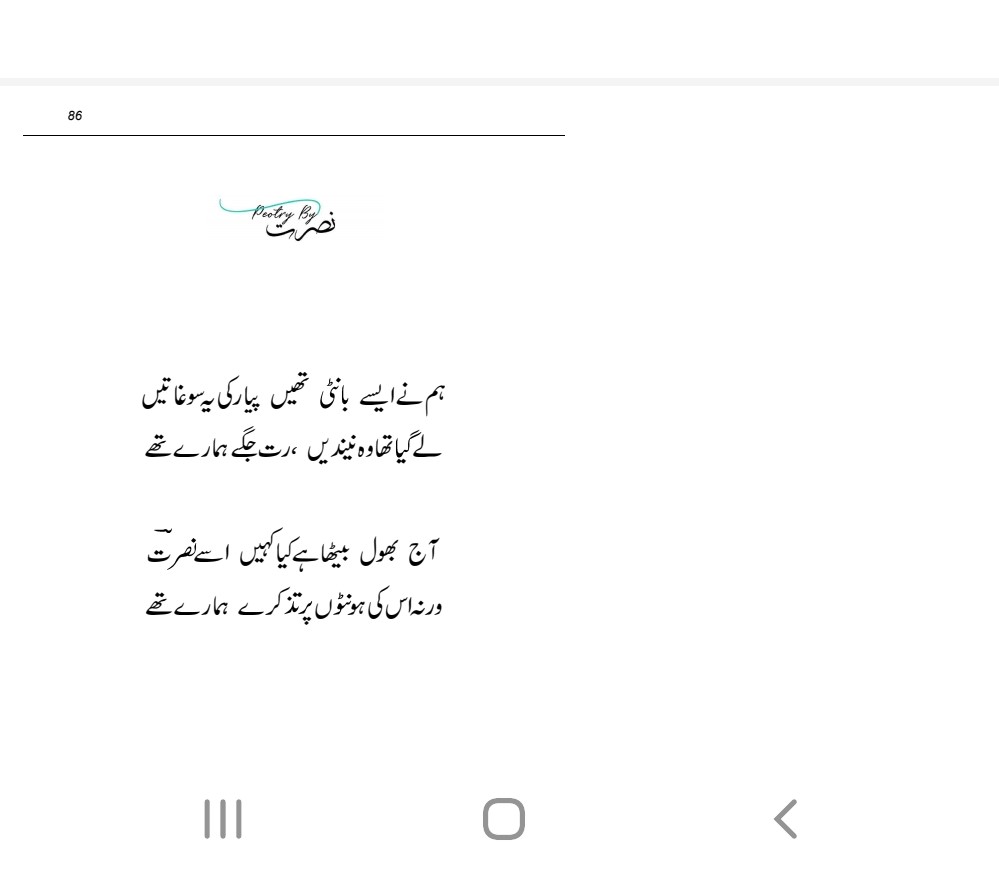 86
Peotry By
نصرت
ہم نے ایسے بانٹی تھیں پیار کی یہ سوغاتیں
لے گیا تھا وہ نیندیں ،رت جگے ہمارے تھے
آج بھول بیٹھا ہے کیا کہیں اسے نصرتؔ
ورنہ اس کی ہونٹوں پر تذکرے ہمارے تھے